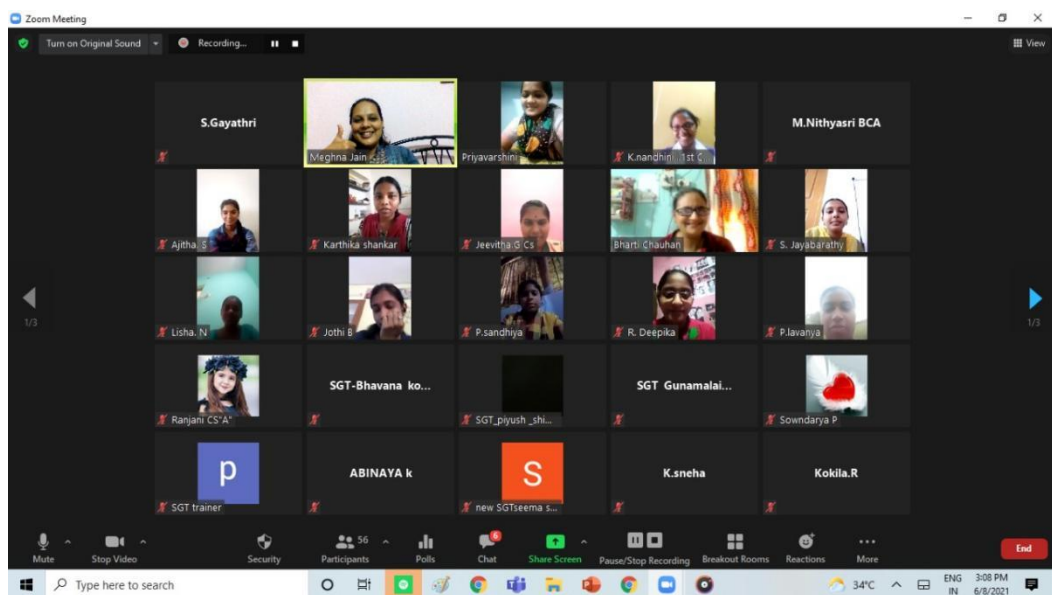 Zoom Meeting
Turn on Original Sound
Recording...
View
S.Gayathri
Meghna Jain
Priyavarshini
K.nandhini.. 1st C...
M.Nithyasri BCA
Ajitha. S
Karthika shankar
Jeevitha.G Cs
Bharti Chauhan
S. Jayabarathy
1/3
1/3
Lisha. N
Jothi B
P.sandhiya
R. Deepika
P.lavanya
Ranjani CS"A"
SGT-Bhavana ko...
SGT_piyush _shi...
SGT Gunamalai...
Sowndarya P
p
SGT trainer
ABINAYA k
S
new SGTseema s...
K.sneha
Kokila.R
Mute
Stop Video
Security
56
Participants
Polls
6
Chat
Share Screen
Pause/Stop Recording
Breakout Rooms
Reactions
More
End
Type here to search
34°C
ENG
IN
3:08 PM
6/8/2021